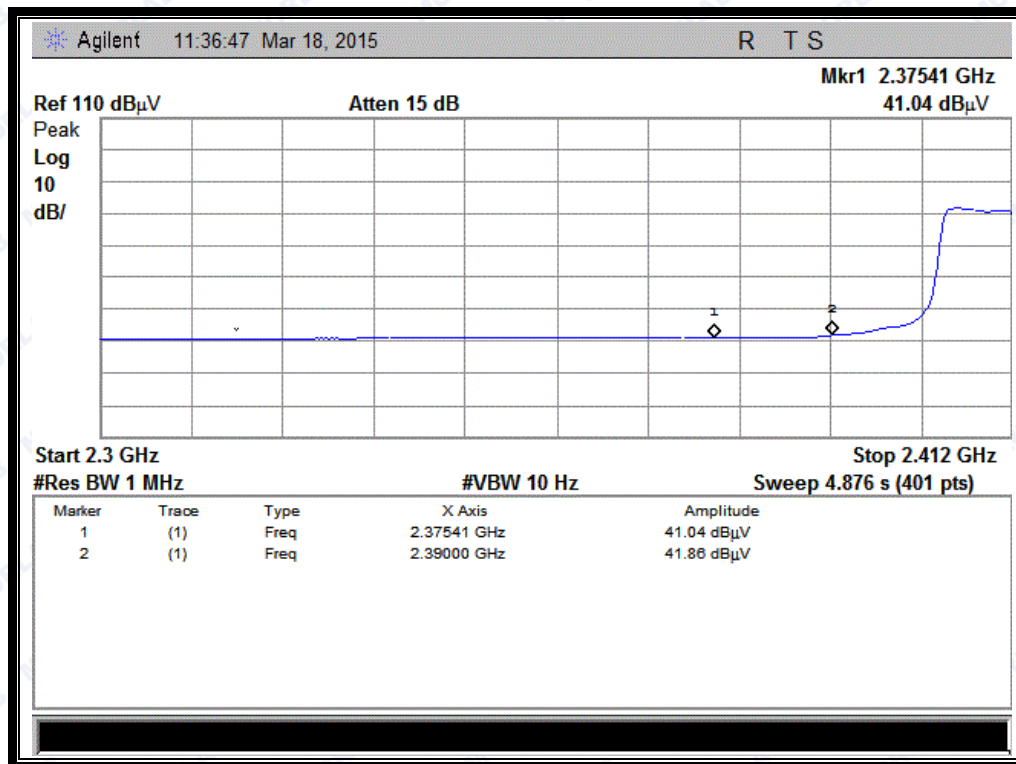 Agilent 11:36:47 Mar 18, 2015 R T S
Mkr1 2.37541 GHz
Ref 110 dBµV Atten 15 dB 41.04 dBµV
Peak
Log
10
dB/
1 2
Start 2.3 GHz Stop 2.412 GHz
#Res BW 1 MHz #VBW 10 Hz Sweep 4.876 s (401 pts)
Marker Trace Type X Axis Amplitude
1 (1) Freq 2.37541 GHz 41.04 dBµV
2 (1) Freq 2.39000 GHz 41.86 dBµV